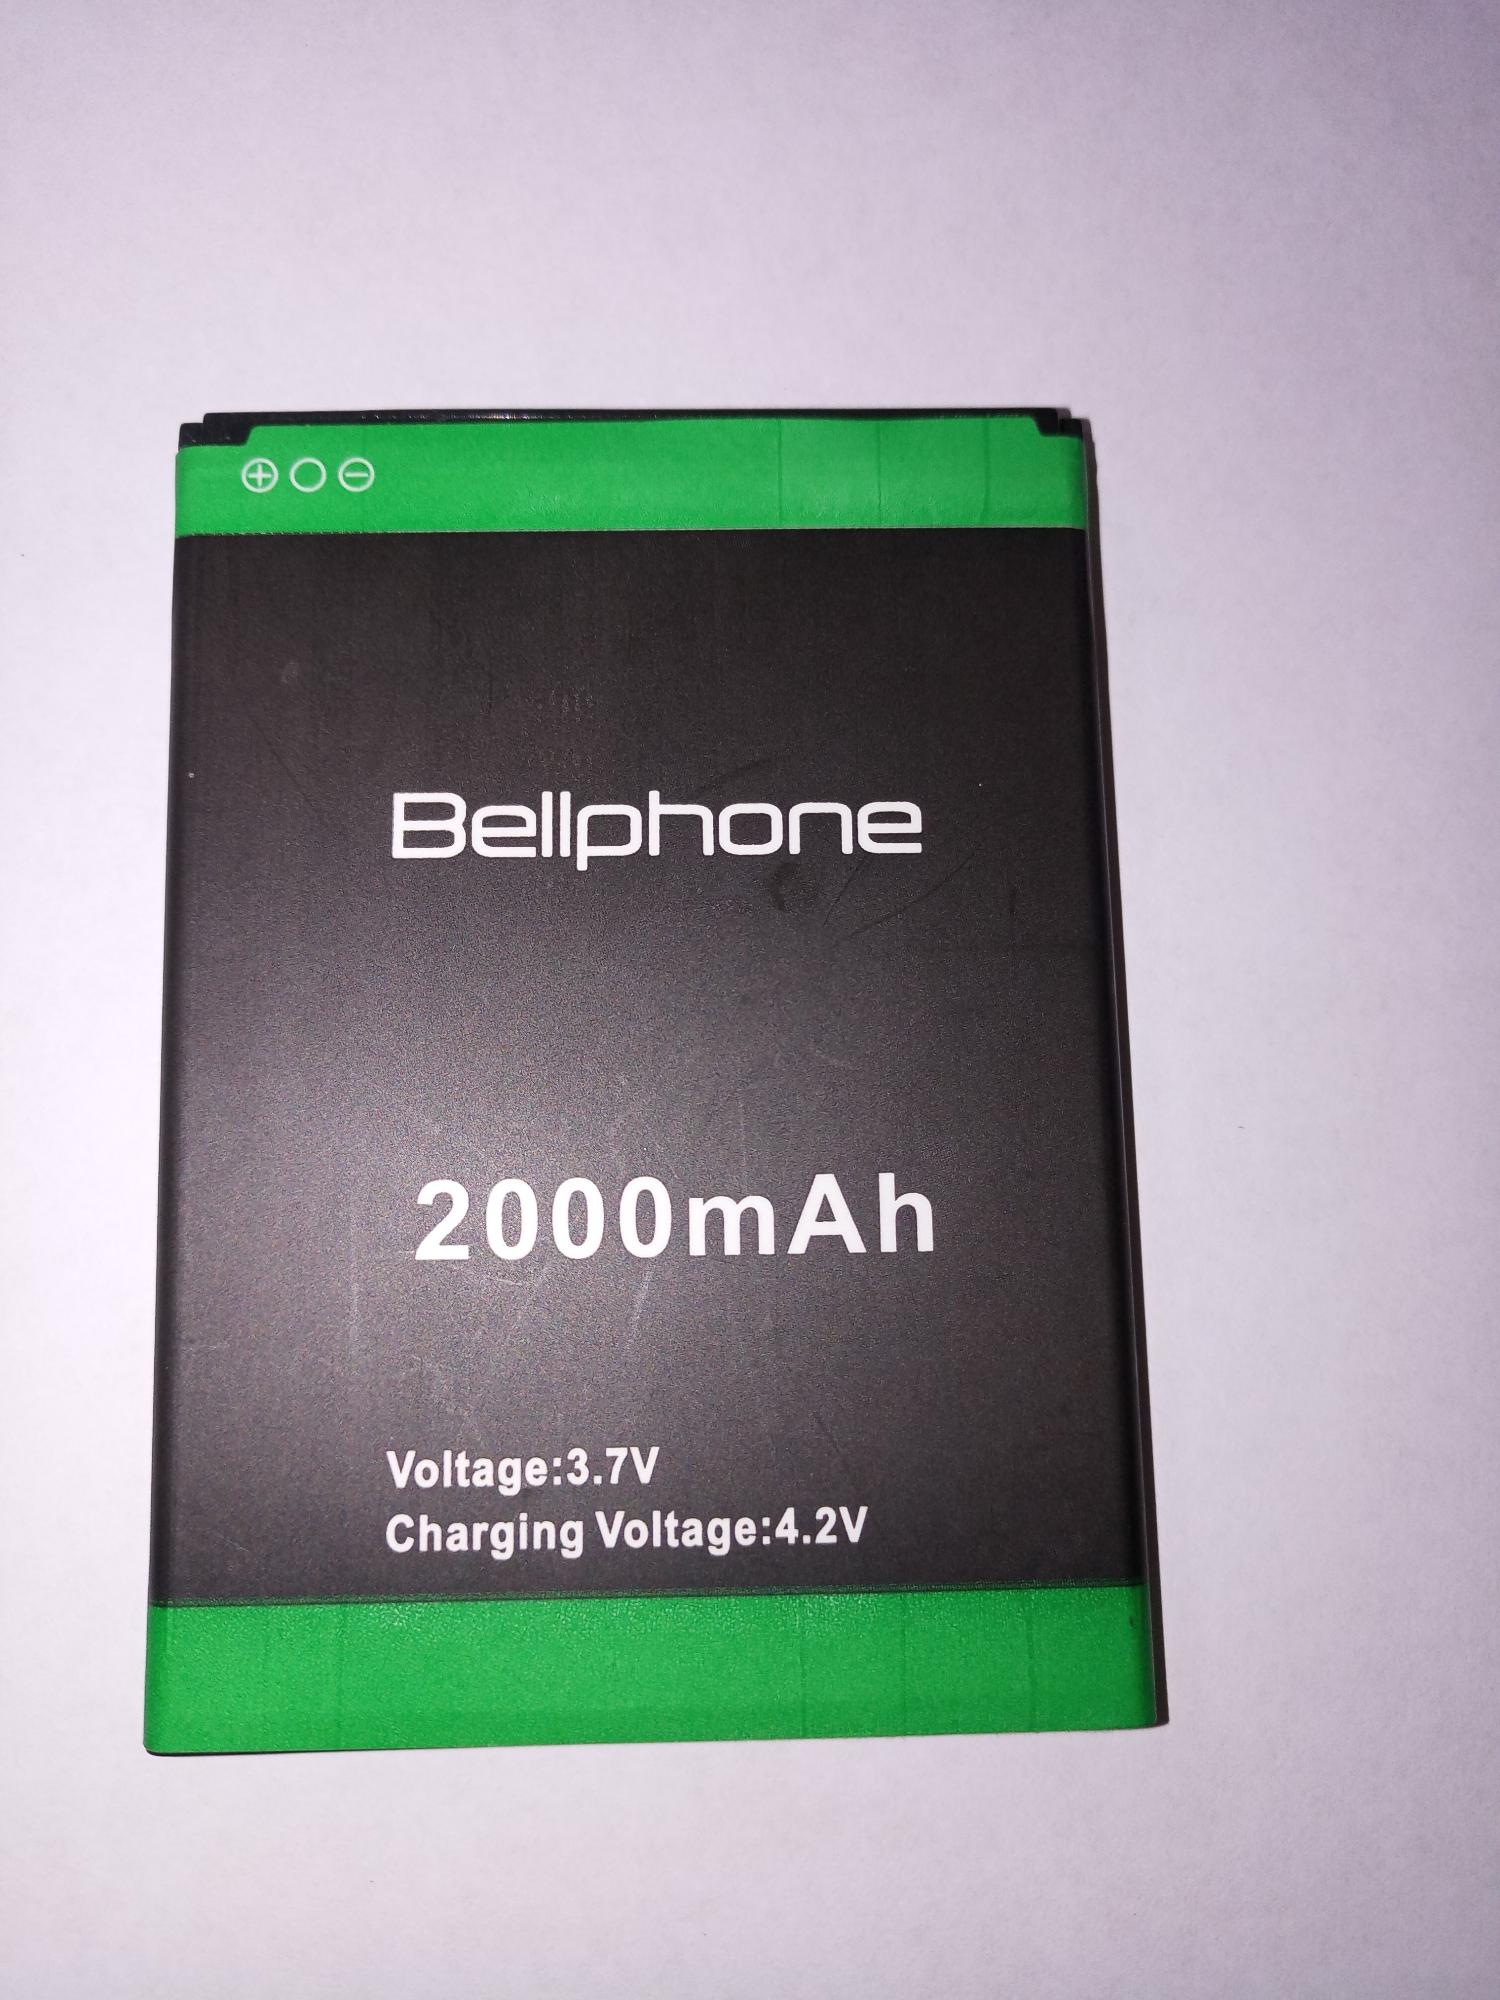 ⊕○⊖
Bellphone
2000mAh
Voltage:3.7V
Charging Voltage:4.2V